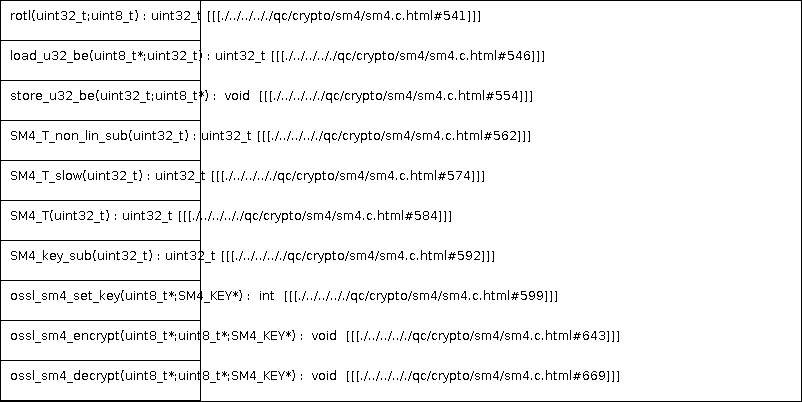 rotl(uint32_t;uint8_t) : uint32_t [[[./../../../qc/crypto/sm4/sm4.c.html#541]]]
load_u32_be(uint8_t*;uint32_t) : uint32_t [[[./../../../qc/crypto/sm4/sm4.c.html#546]]]
store_u32_be(uint32_t;uint8_t*) : void [[[./../../../qc/crypto/sm4/sm4.c.html#554]]]
SM4_T_non_lin_sub(uint32_t) : uint32_t [[[./../../../qc/crypto/sm4/sm4.c.html#562]]]
SM4_T_slow(uint32_t) : uint32_t [[[./../../../qc/crypto/sm4/sm4.c.html#574]]]
SM4_T(uint32_t) : uint32_t [[[./../../../qc/crypto/sm4/sm4.c.html#584]]]
SM4_key_sub(uint32_t) : uint32_t [[[./../../../qc/crypto/sm4/sm4.c.html#592]]]
ossl_sm4_set_key(uint8_t*;SM4_KEY*) : int [[[./../../../qc/crypto/sm4/sm4.c.html#599]]]
ossl_sm4_encrypt(uint8_t*;uint8_t*;SM4_KEY*) : void [[[./../../../qc/crypto/sm4/sm4.c.html#643]]]
ossl_sm4_decrypt(uint8_t*;uint8_t*;SM4_KEY*) : void [[[./../../../qc/crypto/sm4/sm4.c.html#669]]]